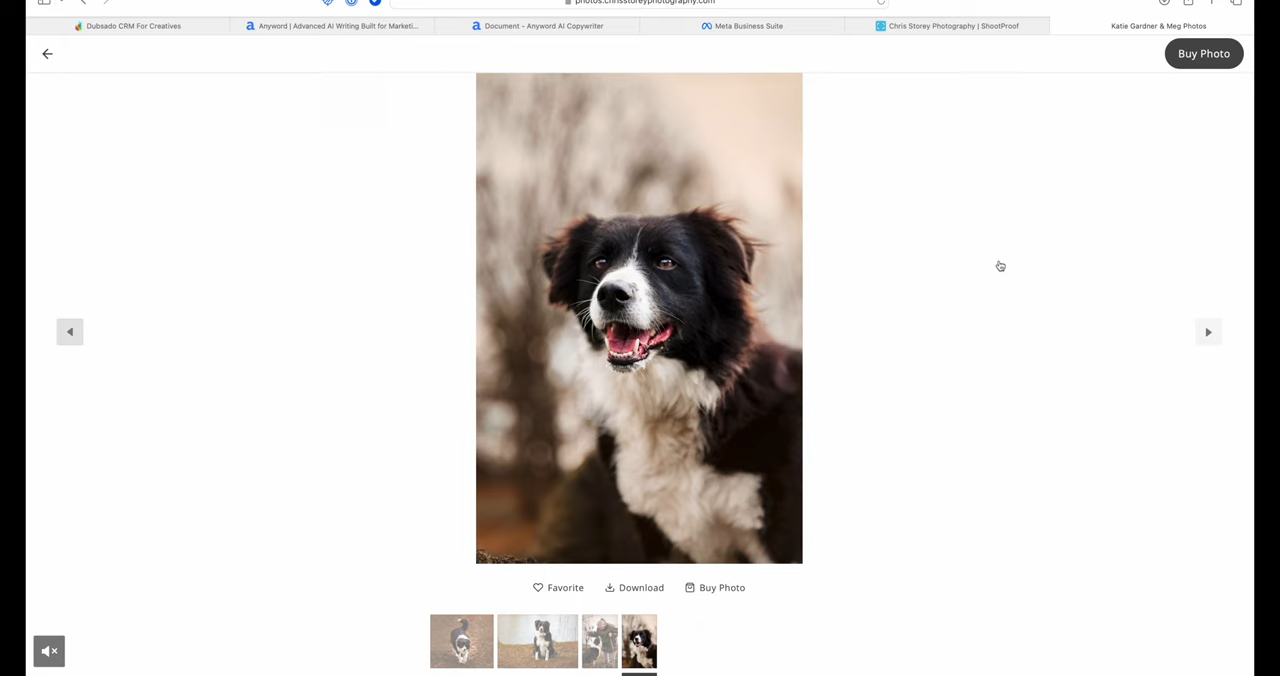 photos.chrisstoreyphotography.com
Dubsado CRM For Creatives
Anyword | Advanced AI Writing Built for Marketi...
Document - Anyword AI Copywriter
Meta Business Suite
Chris Storey Photography | ShootProof
Katie Gardner & Meg Photos
Buy Photo
Favorite
Download
Buy Photo